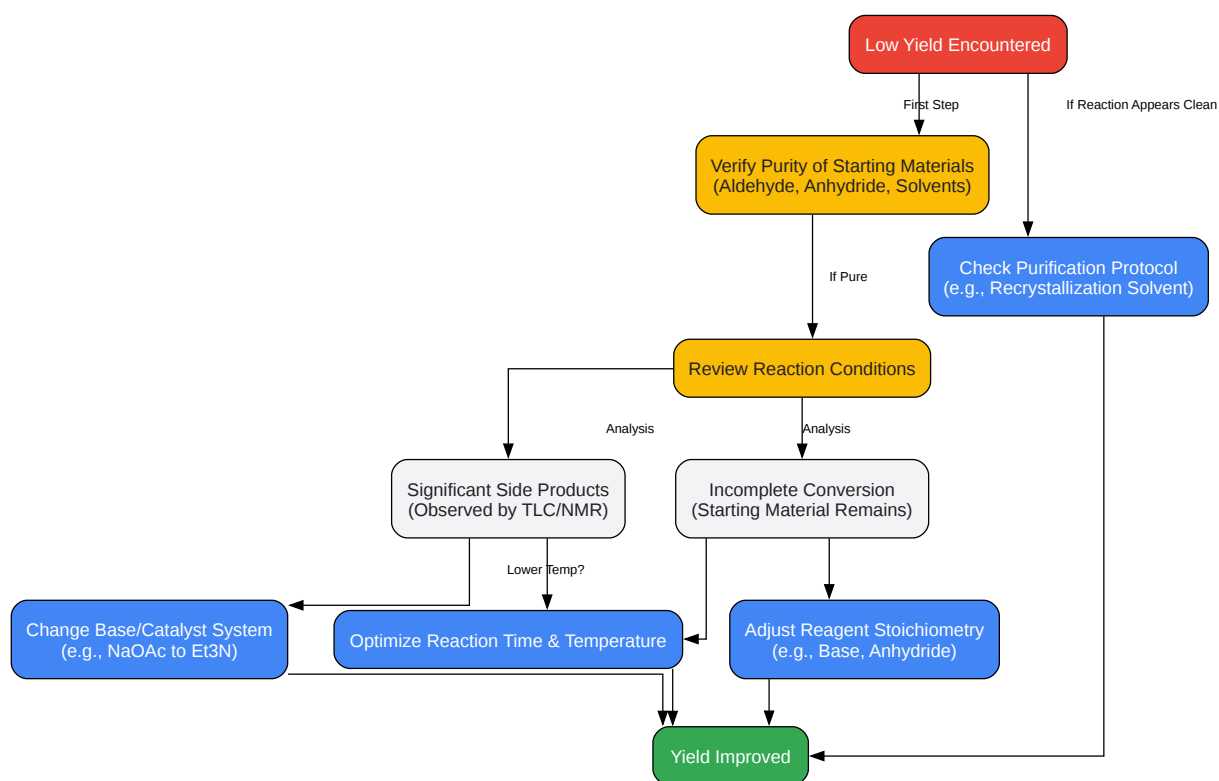 Low Yield Encountered
First Step
If Reaction Appears Clean
Verify Purity of Starting Materials
(Aldehyde, Anhydride, Solvents)
Check Purification Protocol
(e.g., Recrystallization Solvent)
If Pure
Review Reaction Conditions
Analysis
Analysis
Significant Side Products
(Observed by TLC/NMR)
Incomplete Conversion
(Starting Material Remains)
Lower Temp?
Change Base/Catalyst System
(e.g., NaOAc to Et3N)
Optimize Reaction Time & Temperature
Adjust Reagent Stoichiometry
(e.g., Base, Anhydride)
Yield Improved